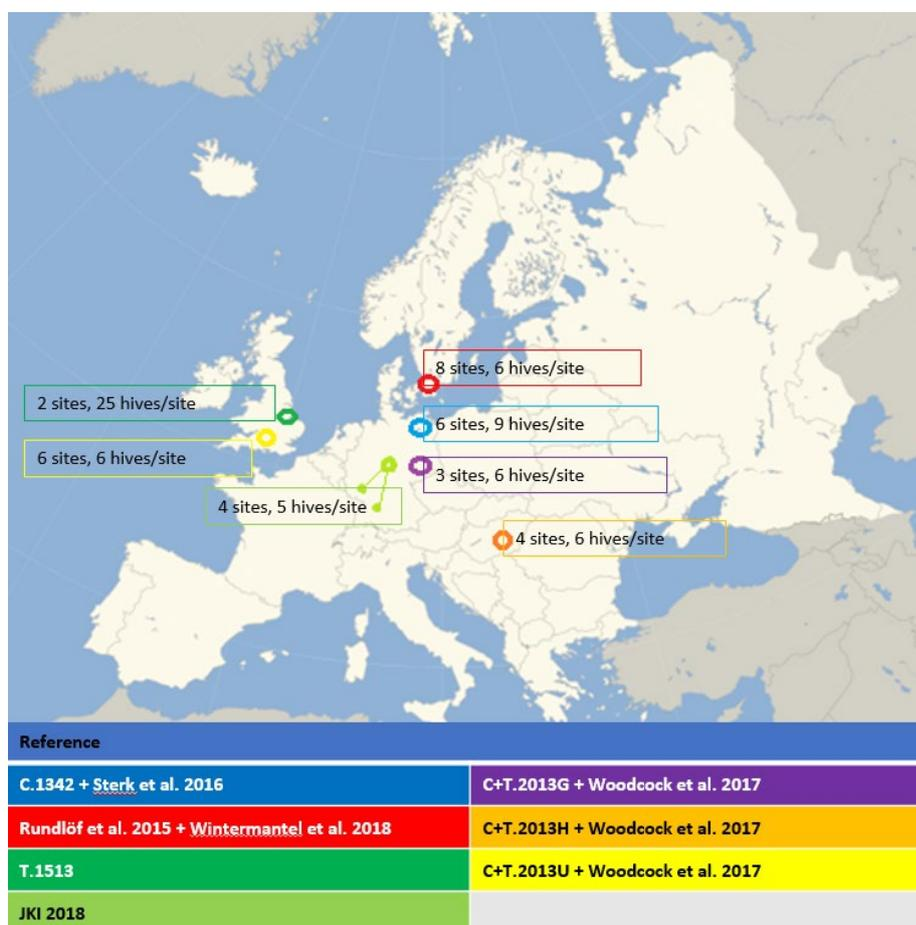 8 sites, 6 hives/site
2 sites, 25 hives/site
6 sites, 9 hives/site
6 sites, 6 hives/site
3 sites, 6 hives/site
4 sites, 5 hives/site
4 sites, 6 hives/site
Reference
C.1342 + Sterk et al. 2016
C+T.2013G + Woodcock et al. 2017
Rundlöf et al. 2015 + Wintermantel et al. 2018
C+T.2013H + Woodcock et al. 2017
T.1513
C+T.2013U + Woodcock et al. 2017
JKI 2018